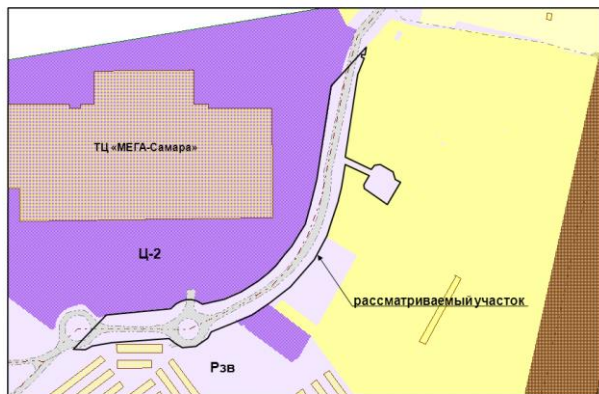 ТЦ «МЕГА-Самара»
Ц-2
рассматриваемый участок
Рзв